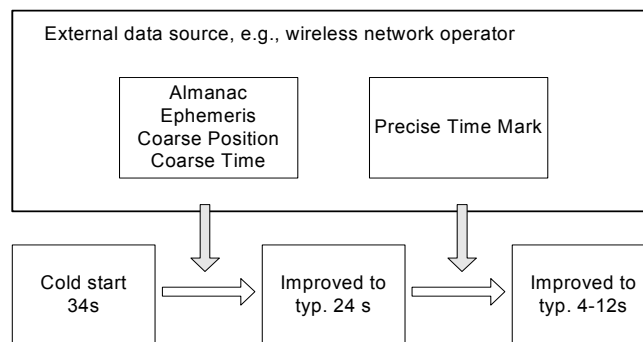 External data source, e.g., wireless network operator
Almanac
Ephemeris
Coarse Position
Coarse Time
Precise Time Mark
Cold start
34s
Improved to
typ. 24 s
Improved to
typ. 4-12s